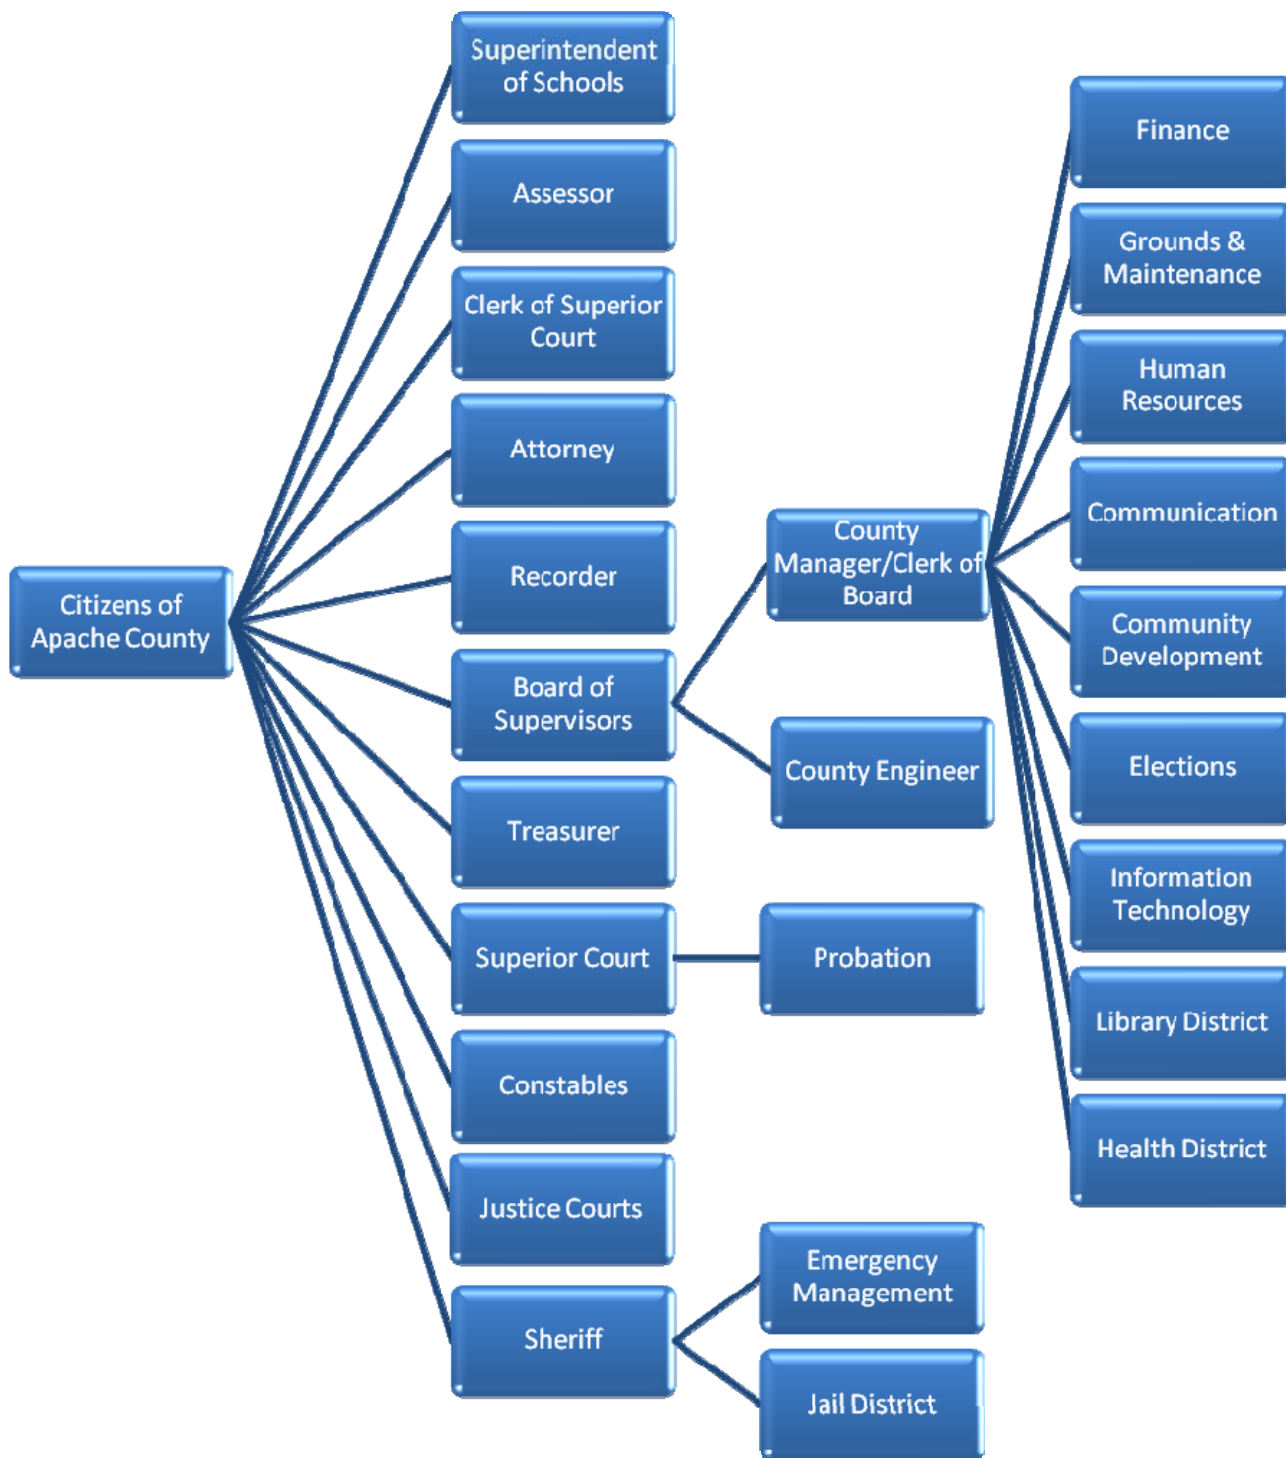 Citizens of
Apache County
Superintendent
of Schools
Assessor
Clerk of Superior
Court
Attorney
Recorder
Board of
Supervisors
Treasurer
Superior Court
Constables
Justice Courts
Sheriff
County
Manager/Clerk of
Board
County Engineer
Probation
Emergency
Management
Jail District
Finance
Grounds &
Maintenance
Human
Resources
Communication
Community
Development
Elections
Information
Technology
Library District
Health District